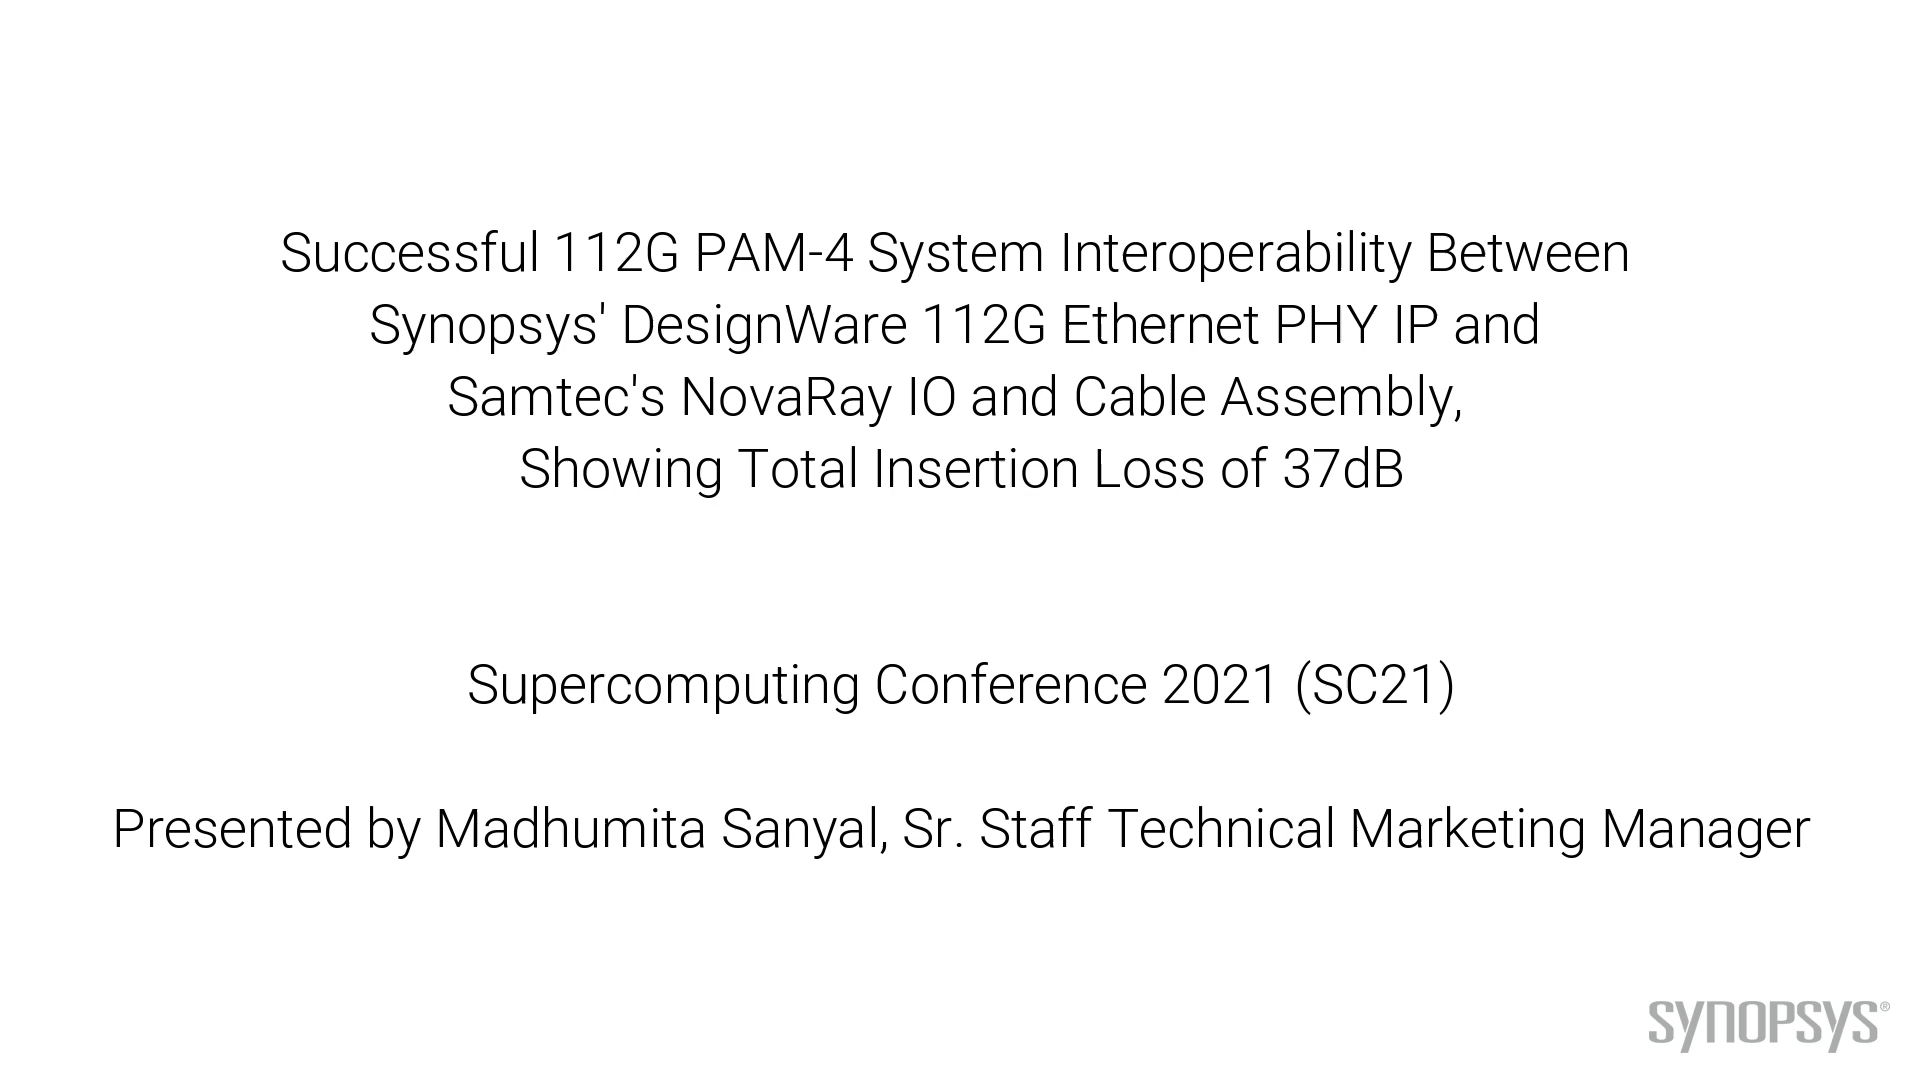 Successful 112G PAM-4 System Interoperability Between
Synopsys' DesignWare 112G Ethernet PHY IP and
Samtec's NovaRay IO and Cable Assembly,
Showing Total Insertion Loss of 37dB
Supercomputing Conference 2021 (SC21)
Presented by Madhumita Sanyal, Sr. Staff Technical Marketing Manager
SYNOPSYS®